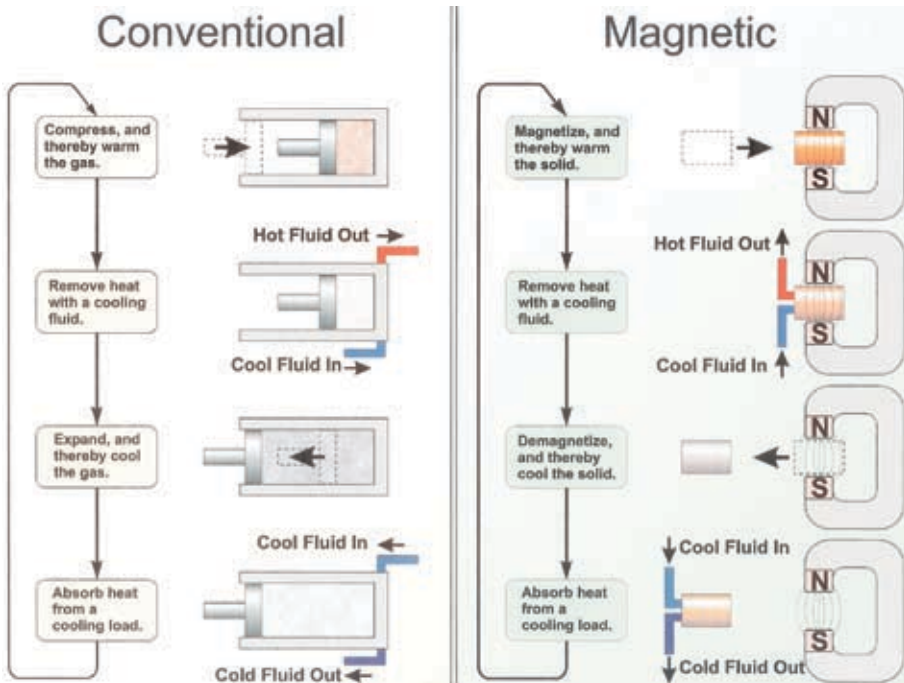 Conventional
Compress, and
thereby warm
the gas.
Hot Fluid Out
Remove heat
with a cooling
fluid.
Cool Fluid In
Expand, and
thereby cool
the gas.
Cool Fluid In
Absorb heat
from a
cooling load.
Cold Fluid Out
Magnetic
Magnetize, and
thereby warm
the solid.
N
S
Hot Fluid Out
N
Remove heat
with a cooling
fluid.
S
Cool Fluid In
N
Demagnetize,
and thereby
cool the solid.
S
Cool Fluid In
N
Absorb heat
from a
cooling load.
S
Cold Fluid Out